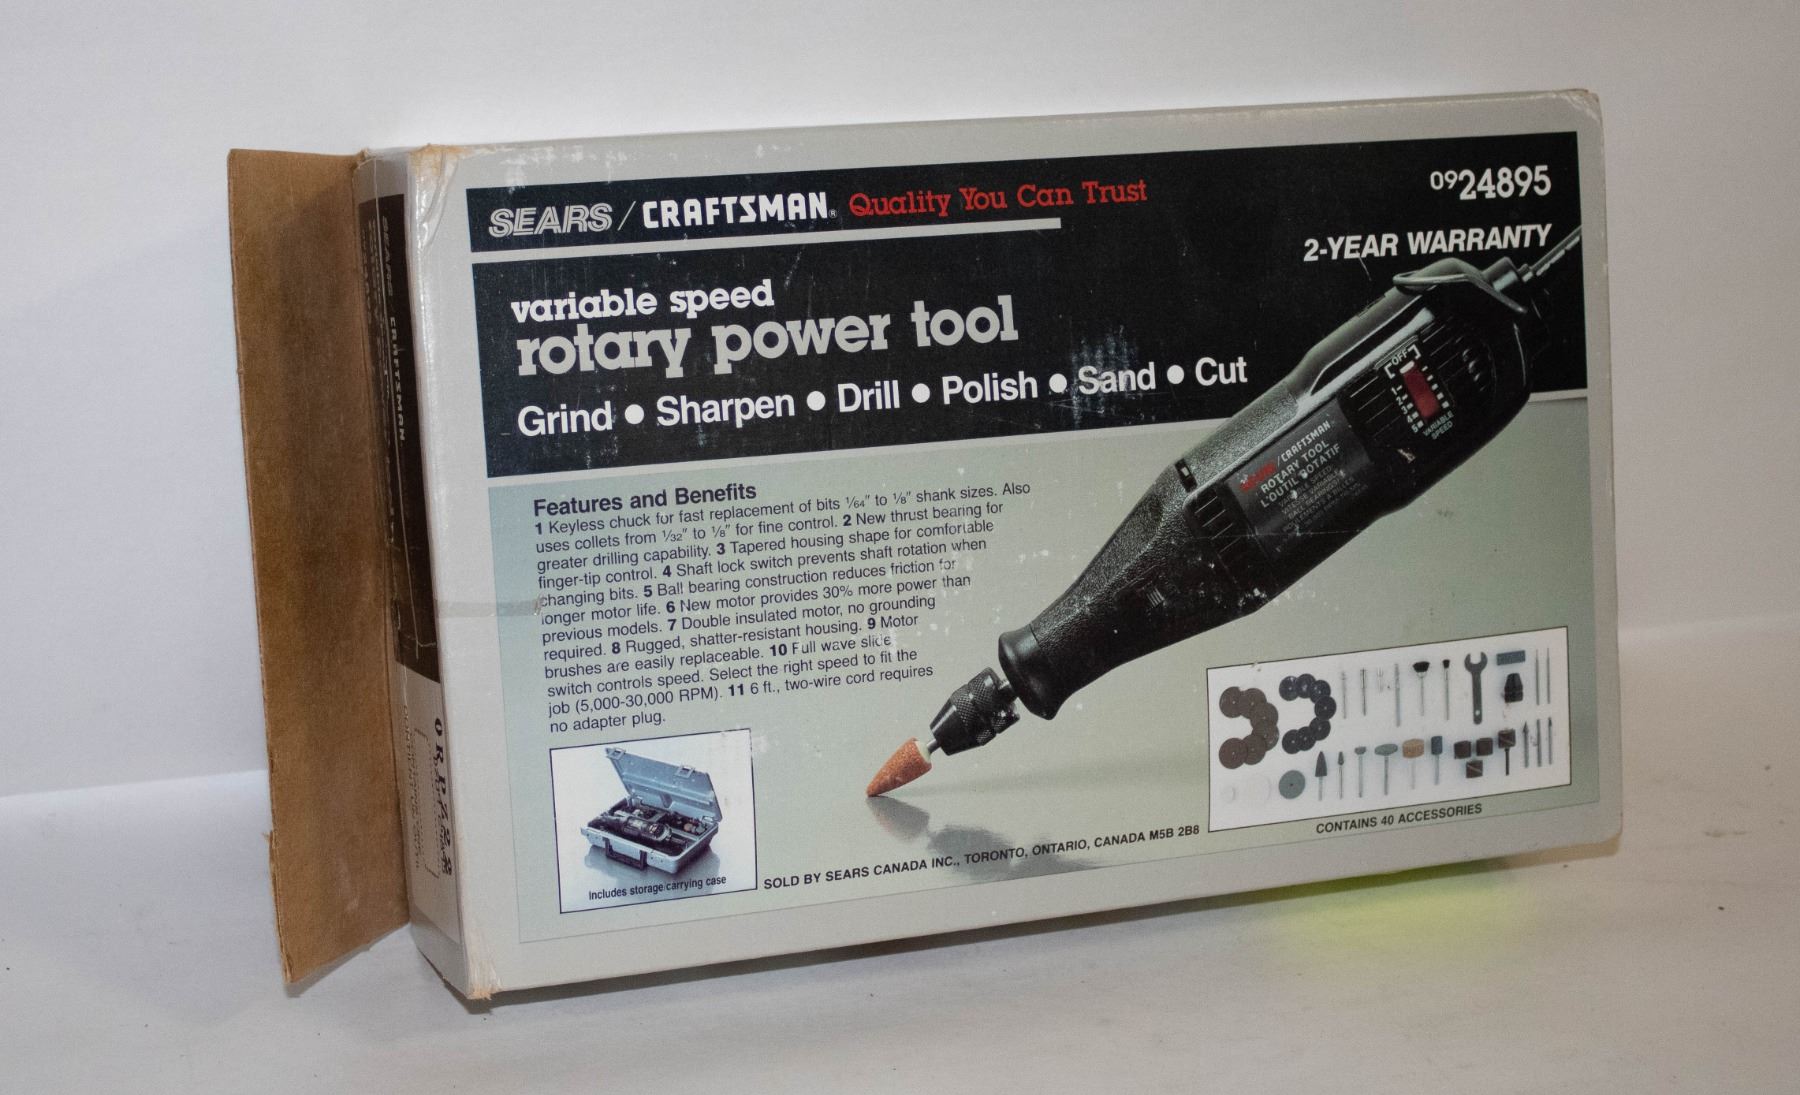 SEARS / CRAFTSMAN® Quality You Can Trust
0924895
2-YEAR WARRANTY
variable speed
rotary power tool
Grind • Sharpen • Drill • Polish • Sand • Cut
Features and Benefits
1 Keyless chuck for fast replacement of bits 1/64" to 1/8" shank sizes. Also
uses collets from 1/32" to 1/8" for fine control. 2 New thrust bearing for
greater drilling capability. 3 Tapered housing shape for comfortable
finger-tip control. 4 Shaft lock switch prevents shaft rotation when
changing bits. 5 Ball bearing construction reduces friction for
longer motor life. 6 New motor provides 30% more power than
previous models. 7 Double insulated motor, no grounding
required. 8 Rugged, shatter-resistant housing. 9 Motor
brushes are easily replaceable. 10 Full wave slide
switch controls speed. Select the right speed to fit the
job (5,000-30,000 RPM). 11 6 ft., two-wire cord requires
no adapter plug.
Includes storage/carrying case
SOLD BY SEARS CANADA INC., TORONTO, ONTARIO, CANADA M5B 2B8
CONTAINS 40 ACCESSORIES
OFF
1
2
3
4
5
VARIABLE
SPEED
/CRAFTSMAN
ROTARY TOOL
L'OUTIL ROTATIF
SEARS
CRAFTSMAN